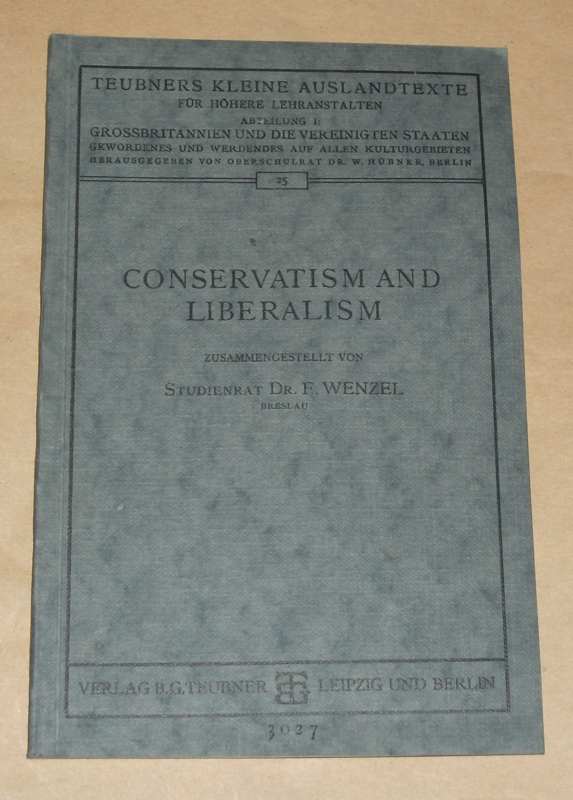 TEUBNERS KLEINE AUSLANDTEXTE
FÜR HÖHERE LEHRANSTALTEN
ABTEILUNG I:
GROSSBRITANNIEN UND DIE VEREINIGTEN STAATEN
GEWORDENES UND WERDENDES AUF ALLEN KULTURGEBIETEN
HERAUSGEGEBEN VON OBERSCHULRAT DR. W. HÜBNER, BERLIN
25
CONSERVATISM AND
LIBERALISM
ZUSAMMENGESTELLT VON
STUDIENRAT DR. F. WENZEL
BRESLAU
VERLAG B.G.TEUBNER LEIPZIG UND BERLIN
3027